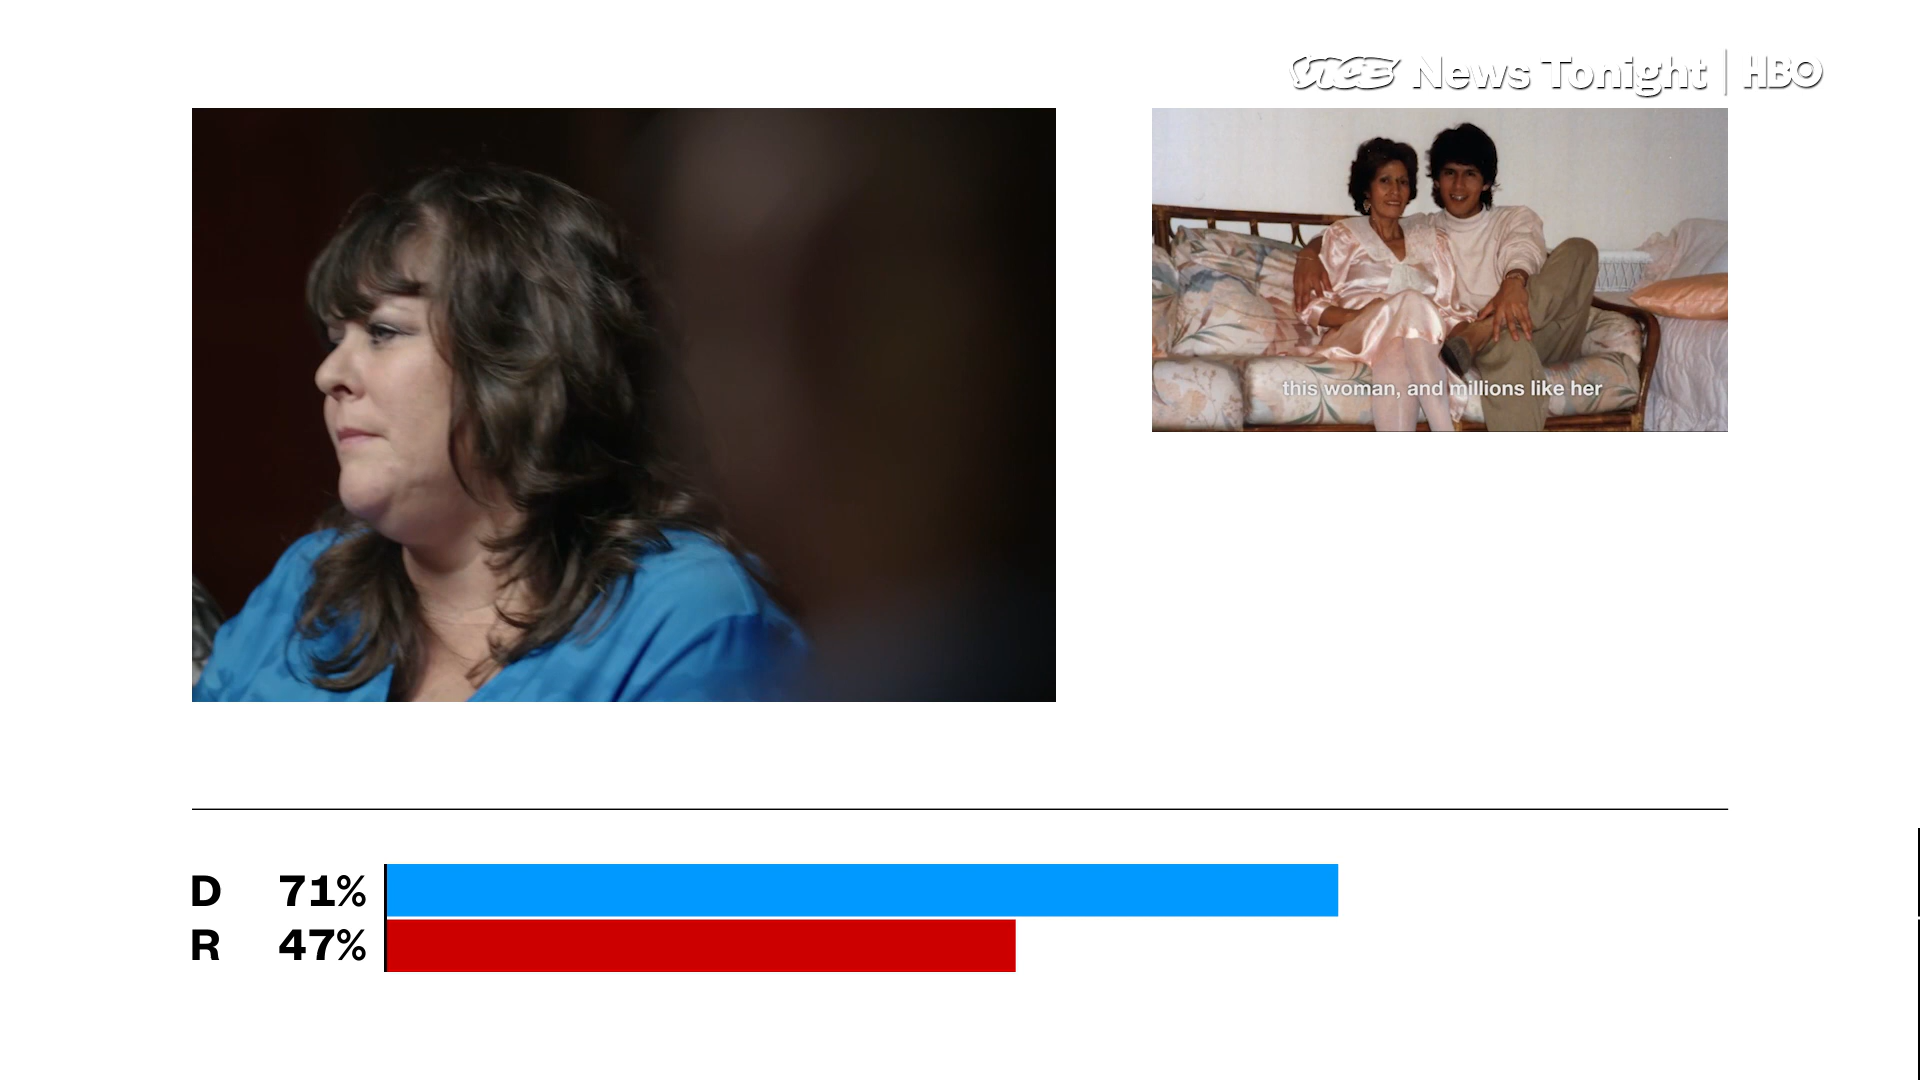 VICE News Tonight | HBO
this woman, and millions like her
D 71%
R 47%